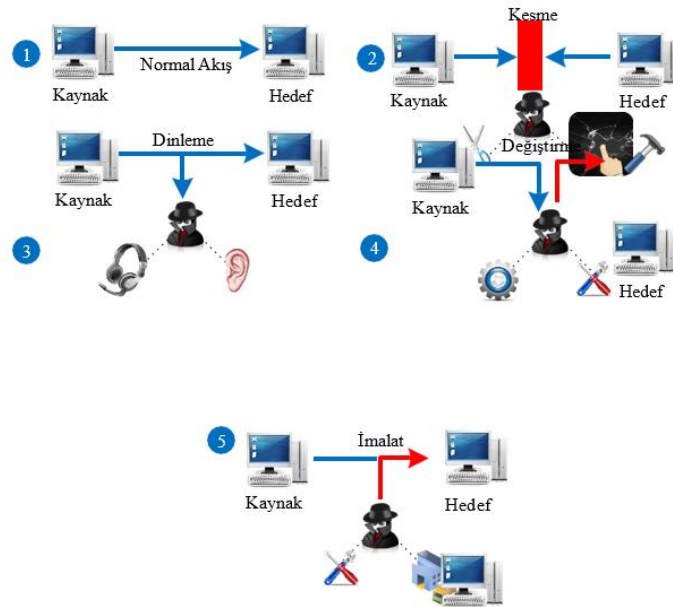 1
Normal Akış
Kaynak
Hedef
Kesme
2
Kaynak
Hedef
Dinleme
Kaynak
Hedef
3
Değiştirme
Kaynak
4
Hedef
5
İmalat
Kaynak
Hedef